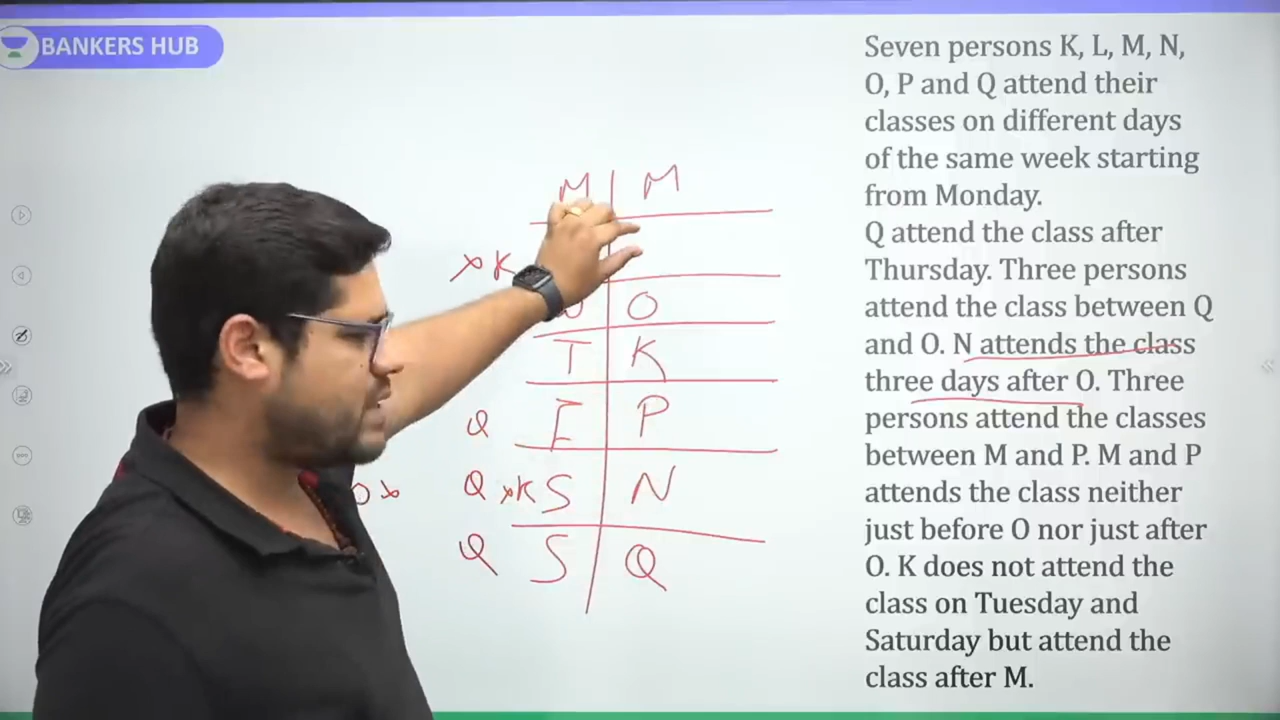 BANKERS HUB
Seven persons K, L, M, N,
O, P and Q attend their
classes on different days
of the same week starting
from Monday.
Q attend the class after
Thursday. Three persons
attend the class between Q
and O. N attends the class
three days after O. Three
persons attend the classes
between M and P. M and P
attends the class neither
just before O nor just after
O. K does not attend the
class on Tuesday and
Saturday but attend the
class after M.
M M
xK
O
T K
Q F P
x Q xK S N
Q S Q